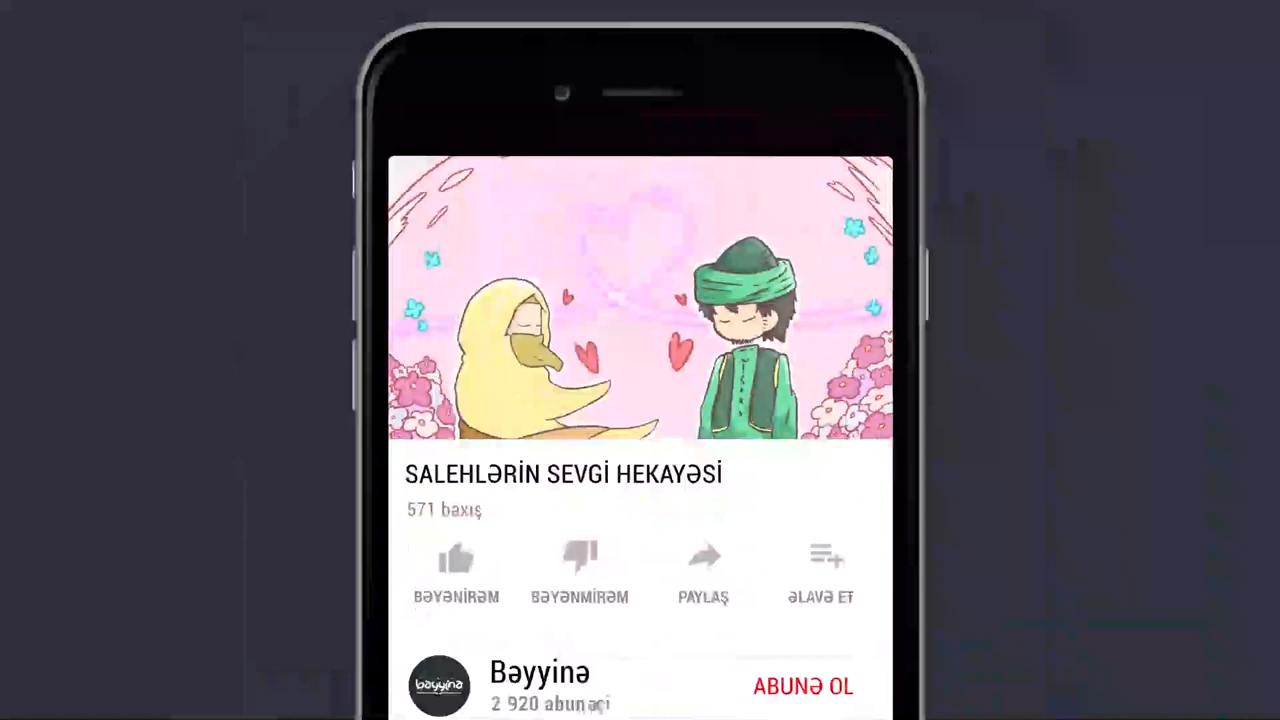 SALEHLƏRİN SEVGİ HEKAYƏSİ
571 baxış
BƏYƏNİRƏM BƏYƏNMİRƏM PAYLAŞ ƏLAVƏ ET
bəyyinə
Bəyyinə
ABUNƏ OL
2 920 abunəçi